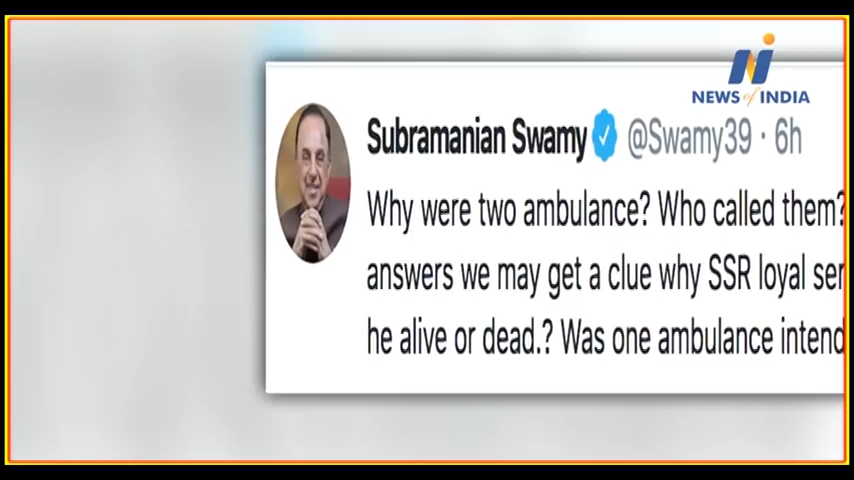 NEWS of INDIA
Subramanian Swamy @Swamy39 · 6h
Why were two ambulance? Who called them?
answers we may get a clue why SSR loyal ser
he alive or dead.? Was one ambulance intend